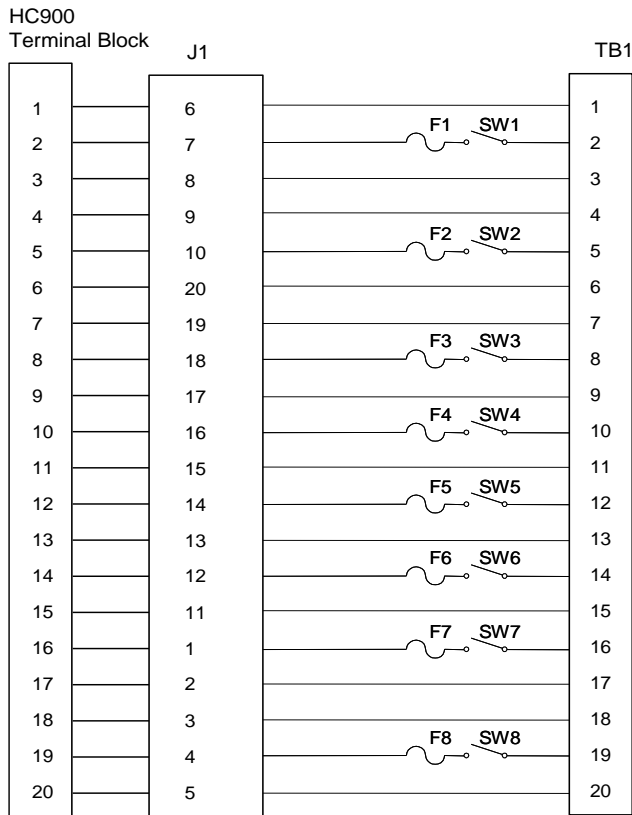 HC900
Terminal Block
J1
TB1
1 6 1
2 7 F1 SW1 2
3 8 3
4 9 4
5 10 F2 SW2 5
6 20 6
7 19 7
8 18 F3 SW3 8
9 17 9
10 16 F4 SW4 10
11 15 11
12 14 F5 SW5 12
13 13 13
14 12 F6 SW6 14
15 11 15
16 1 F7 SW7 16
17 2 17
18 3 18
19 4 F8 SW8 19
20 5 20